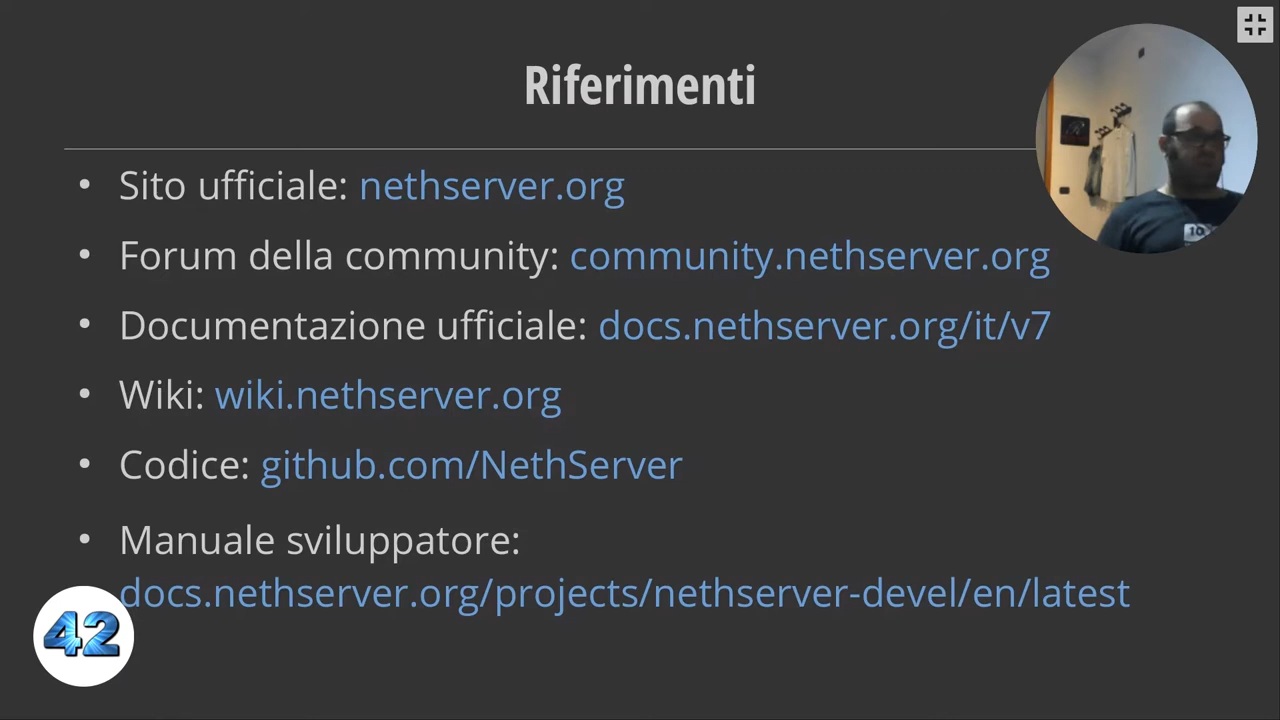 Riferimenti
• Sito ufficiale: nethserver.org
• Forum della community: community.nethserver.org
• Documentazione ufficiale: docs.nethserver.org/it/v7
• Wiki: wiki.nethserver.org
• Codice: github.com/NethServer
• Manuale sviluppatore:
docs.nethserver.org/projects/nethserver-devel/en/latest
42